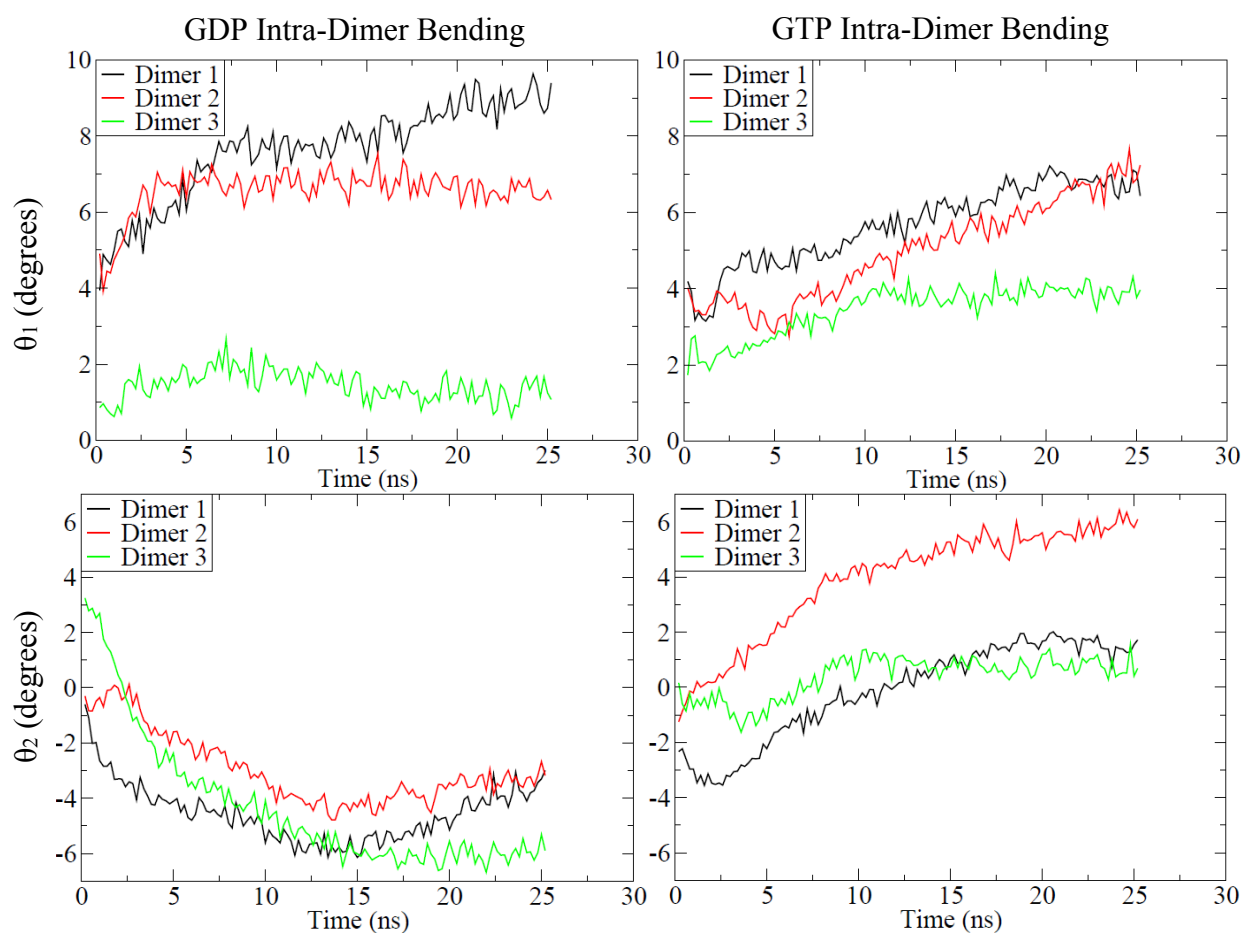 GDP Intra-Dimer Bending
GTP Intra-Dimer Bending
θ1 (degrees)
10
8
6
4
2
0
Dimer 1
Dimer 2
Dimer 3
0 5 10 15 20 25 30
Time (ns)
10
8
6
4
2
0
Dimer 1
Dimer 2
Dimer 3
0 5 10 15 20 25 30
Time (ns)
θ2 (degrees)
6
4
2
0
-2
-4
-6
Dimer 1
Dimer 2
Dimer 3
0 5 10 15 20 25 30
Time (ns)
6
4
2
0
-2
-4
-6
Dimer 1
Dimer 2
Dimer 3
0 5 10 15 20 25 30
Time (ns)